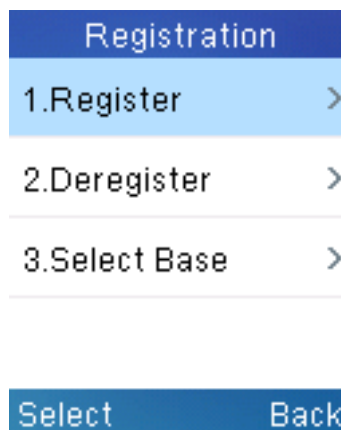 Registration
1.Register
2.Deregister
3.Select Base
Select Back